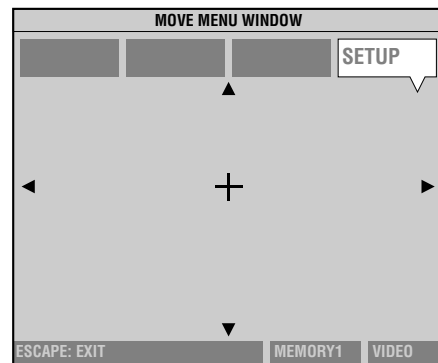 MOVE MENU WINDOW
SETUP
ESCAPE: EXIT MEMORY1 VIDEO